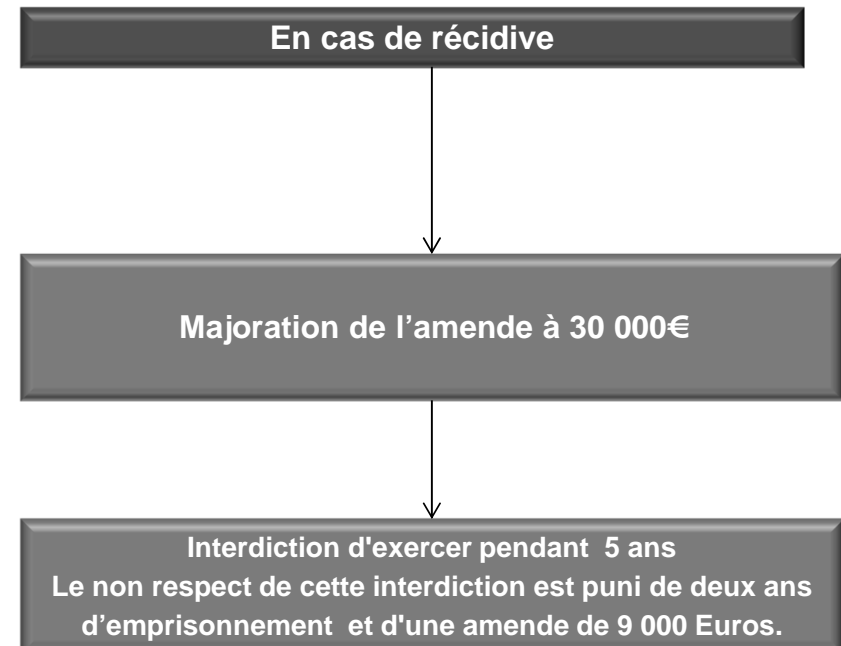 En cas de récidive
Majoration de l’amende à 30 000€
Interdiction d'exercer pendant 5 ans
Le non respect de cette interdiction est puni de deux ans
d’emprisonnement et d'une amende de 9 000 Euros.